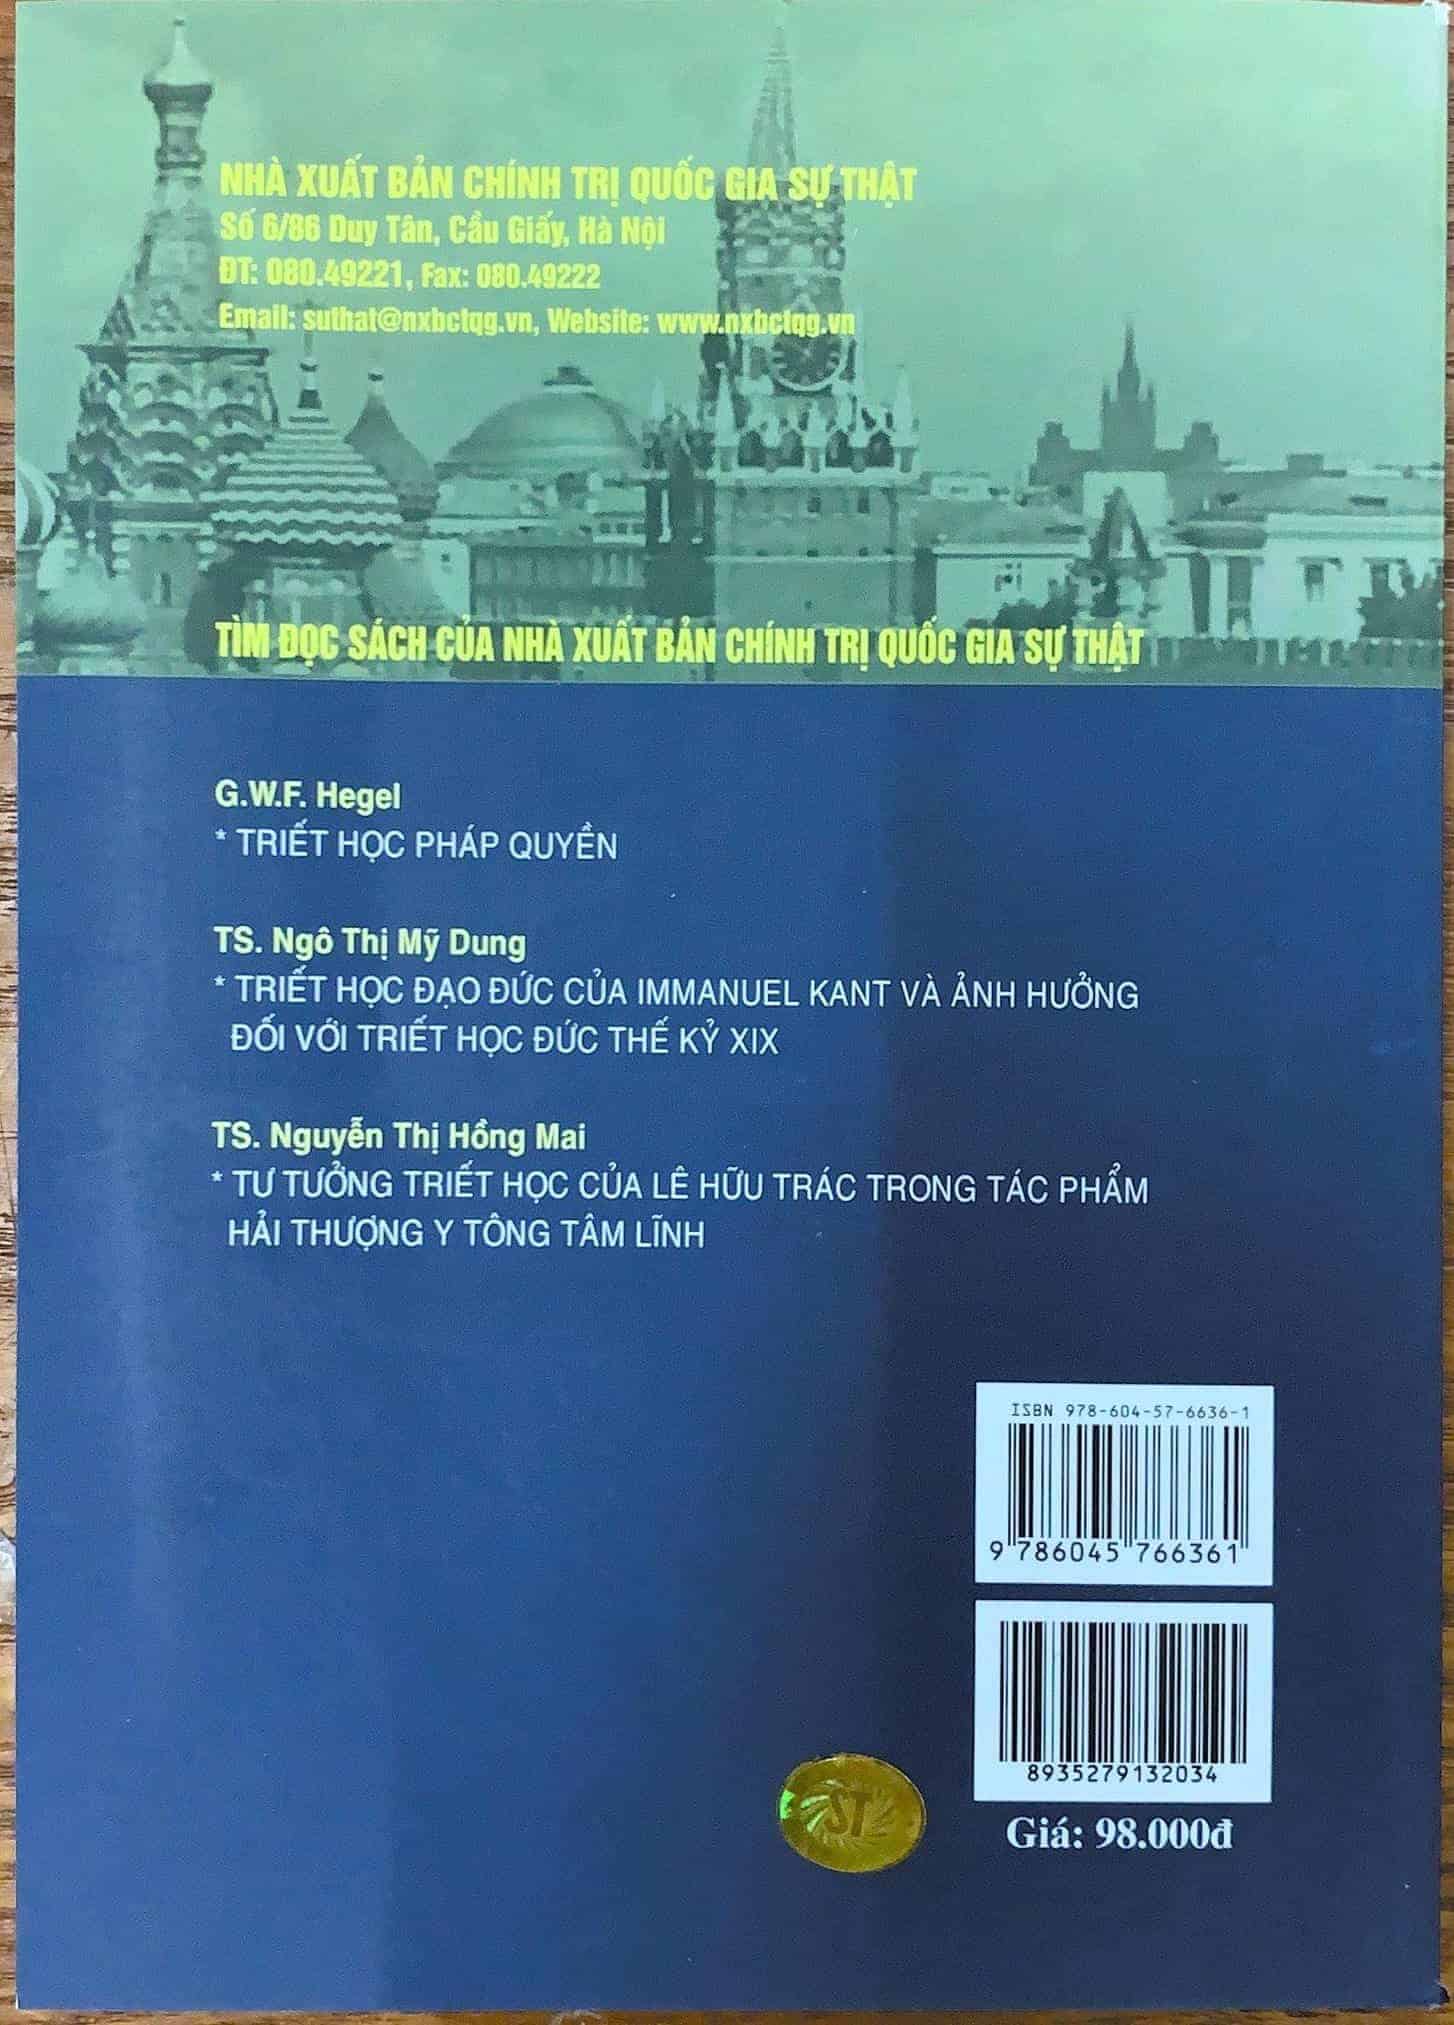 NHÀ XUẤT BẢN CHÍNH TRỊ QUỐC GIA SỰ THẬT
Số 6/86 Duy Tân, Cầu Giấy, Hà Nội
ĐT: 080.49221, Fax: 080.49222
Email: suthat@nxbctqg.vn, Website: www.nxbctqg.vn
TÌM ĐỌC SÁCH CỦA NHÀ XUẤT BẢN CHÍNH TRỊ QUỐC GIA SỰ THẬT
G.W.F. Hegel
* TRIẾT HỌC PHÁP QUYỀN
TS. Ngô Thị Mỹ Dung
* TRIẾT HỌC ĐẠO ĐỨC CỦA IMMANUEL KANT VÀ ẢNH HƯỞNG
ĐỐI VỚI TRIẾT HỌC ĐỨC THẾ KỶ XIX
TS. Nguyễn Thị Hồng Mai
* TƯ TƯỞNG TRIẾT HỌC CỦA LÊ HỮU TRÁC TRONG TÁC PHẨM
HẢI THƯỢNG Y TÔNG TÂM LĨNH
ISBN 978-604-57-6636-1
9 786045 766361
8935279132034
ST
Giá: 98.000đ